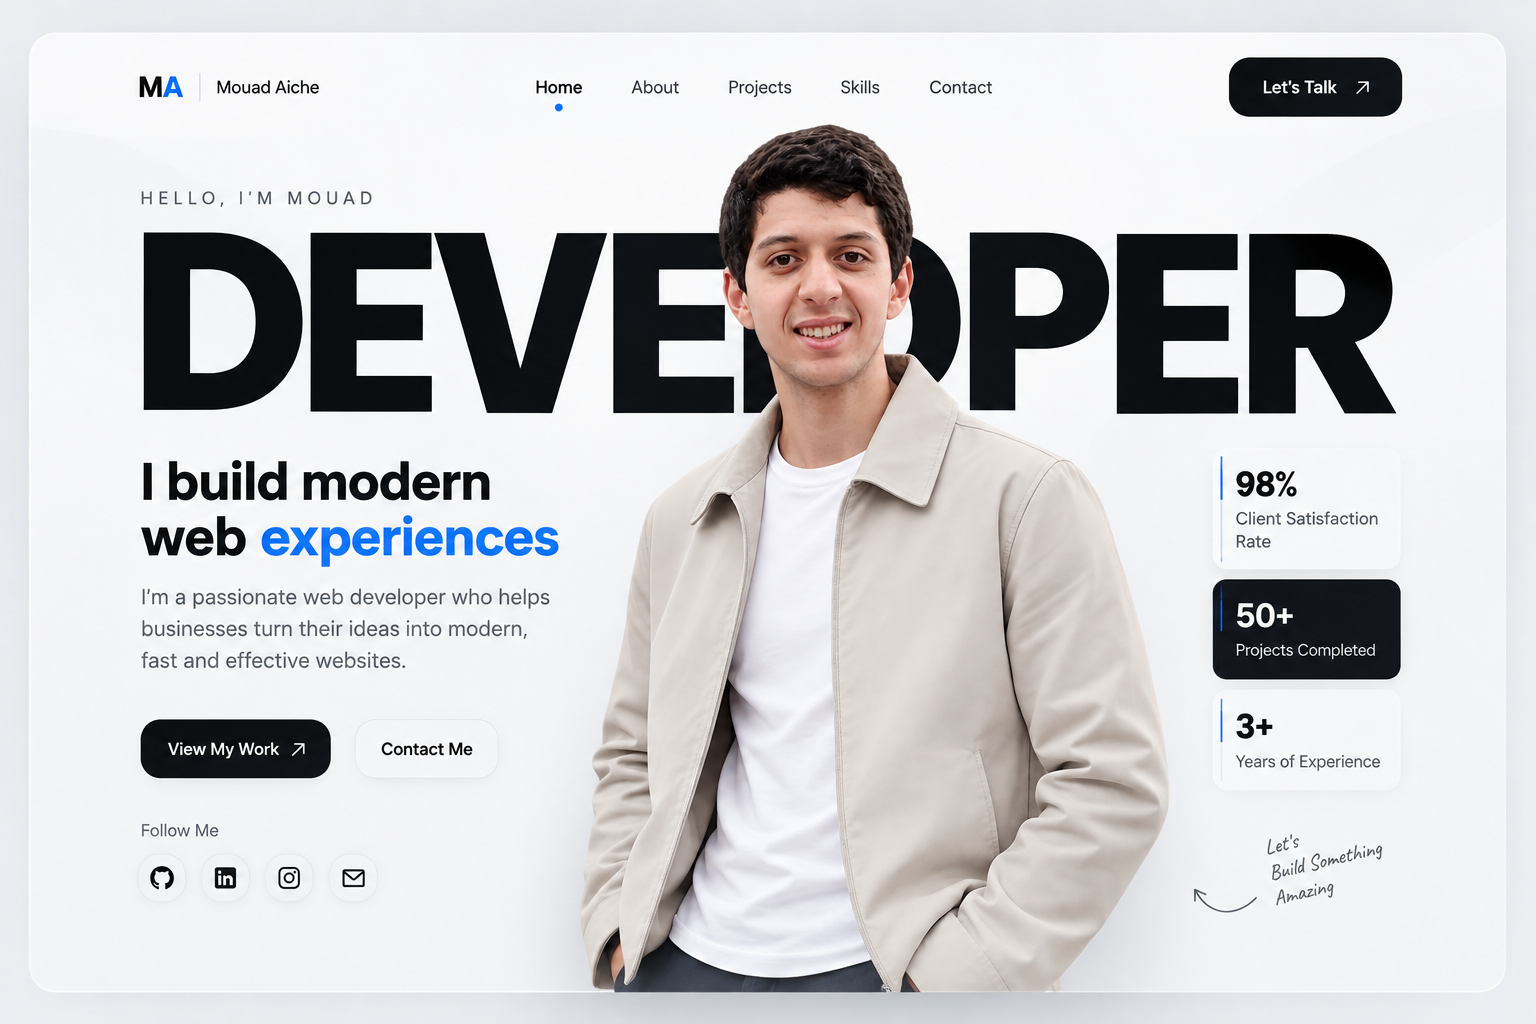 MA
Mouad Aiche
Home
About
Projects
Skills
Contact
Let's Talk
HELLO, I'M MOUAD
DEVELOPER
I build modern
web experiences
I'm a passionate web developer who helps
businesses turn their ideas into modern,
fast and effective websites.
View My Work
Contact Me
Follow Me
in
98%
Client Satisfaction
Rate
50+
Projects Completed
3+
Years of Experience
Let's
Build Something
Amazing